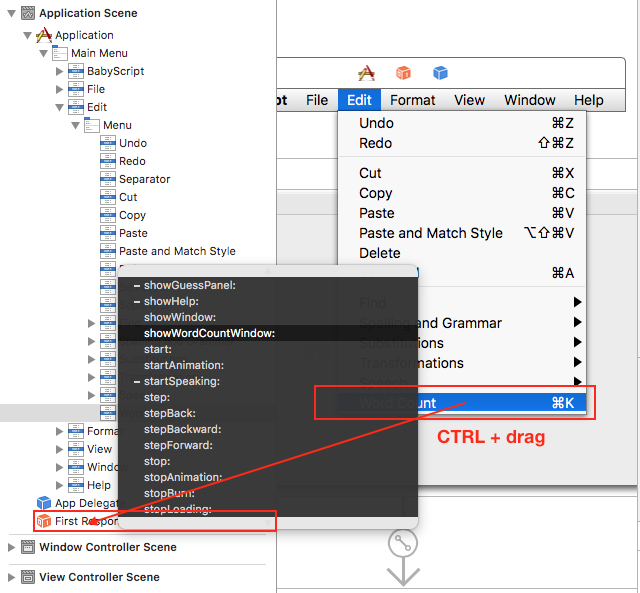 Application Scene
Application
Main Menu
BabyScript
File
Edit
Menu
Undo
Redo
Separator
Cut
Copy
Paste
Paste and Match Style
Forma
View
Window
Help
App Delegat
First Respon
Window Controller Scene
View Controller Scene
pt File Edit Format View Window Help
Undo ⌘Z
Redo ⇧⌘Z
Cut ⌘X
Copy ⌘C
Paste ⌘V
Paste and Match Style ⌥⇧⌘V
Delete
⌘A
Find
Spelling and Grammar
Substitutions
Transformations
Word Count ⌘K
CTRL + drag
showGuessPanel:
showHelp:
showWindow:
showWordCountWindow:
start:
startAnimation:
startSpeaking:
step:
stepBack:
stepBackward:
stepForward:
stop:
stopAnimation:
stopBurn:
stopLoading: